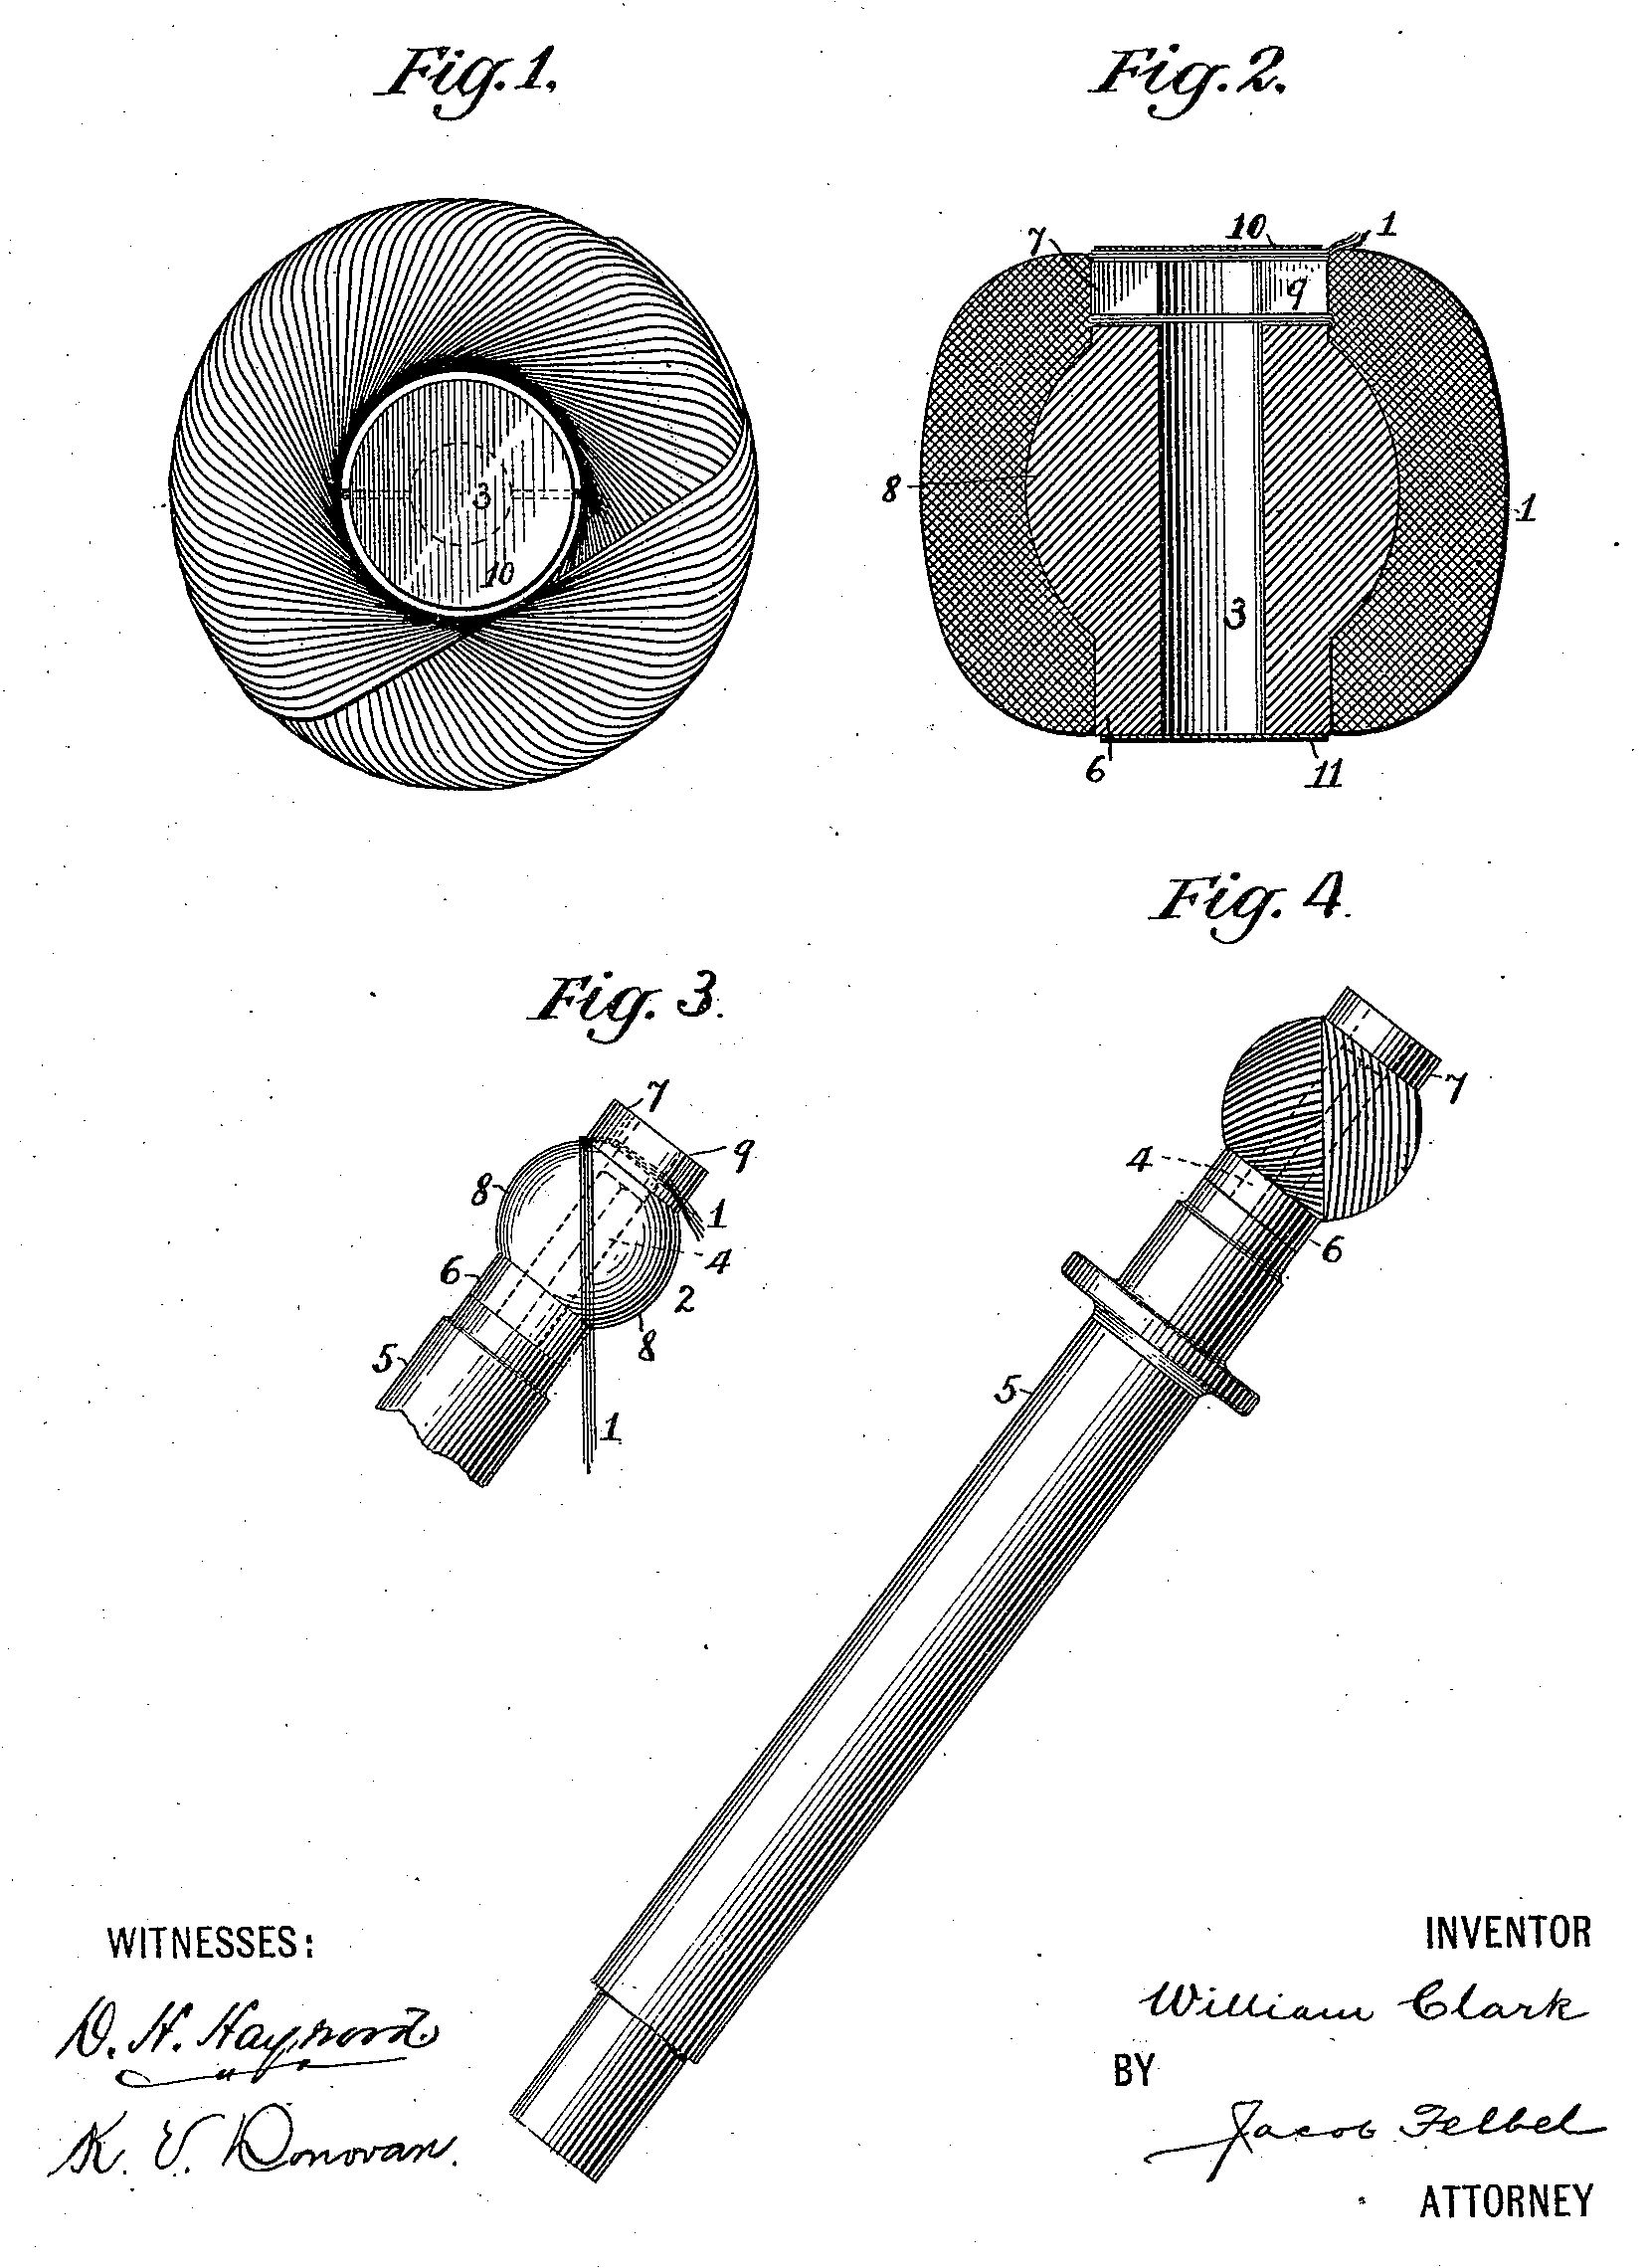 Fig. 1.
Fig. 2.
3
10
7
10
1
9
8
1
3
6
11
Fig. 3.
Fig. 4.
7
9
8
1
4
6
2
8
5
1
7
4
6
5
WITNESSES:
D. H. Haywood
K. V. Donovan.
INVENTOR
William Clark
BY
Jacob Felbel
ATTORNEY